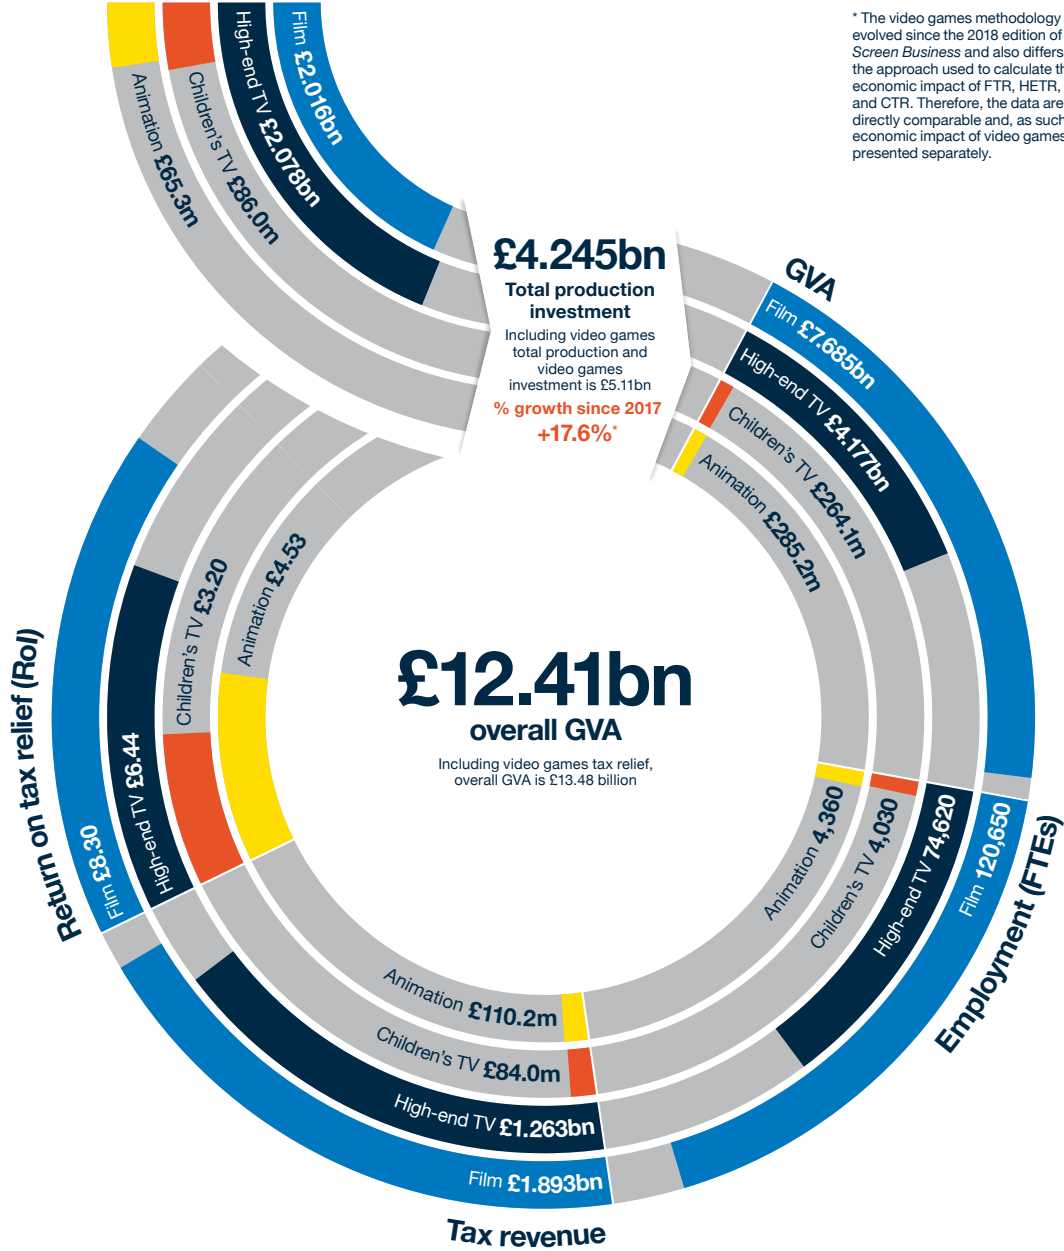 * The video games methodology
evolved since the 2018 edition of
Screen Business and also differs
the approach used to calculate th
economic impact of FTR, HETR,
and CTR. Therefore, the data are
directly comparable and, as such
economic impact of video games
presented separately.
Animation £65.3m
Children's TV £86.0m
High-end TV £2.078bn
Film £2.016bn
£4.245bn
Total production
investment
Including video games
total production and
video games
investment is £5.11bn
% growth since 2017
+17.6%*
GVA
Film £7.685bn
High-end TV £4.177bn
Children's TV £264.1m
Animation £285.2m
£12.41bn
overall GVA
Including video games tax relief,
overall GVA is £13.48 billion
Employment (FTEs)
Film 120,650
High-end TV 74,620
Children's TV 4,030
Animation 4,360
Tax revenue
Film £1.893bn
High-end TV £1.263bn
Children's TV £84.0m
Animation £110.2m
Return on tax relief (RoI)
Film £8.30
High-end TV £6.44
Children's TV £3.20
Animation £4.53